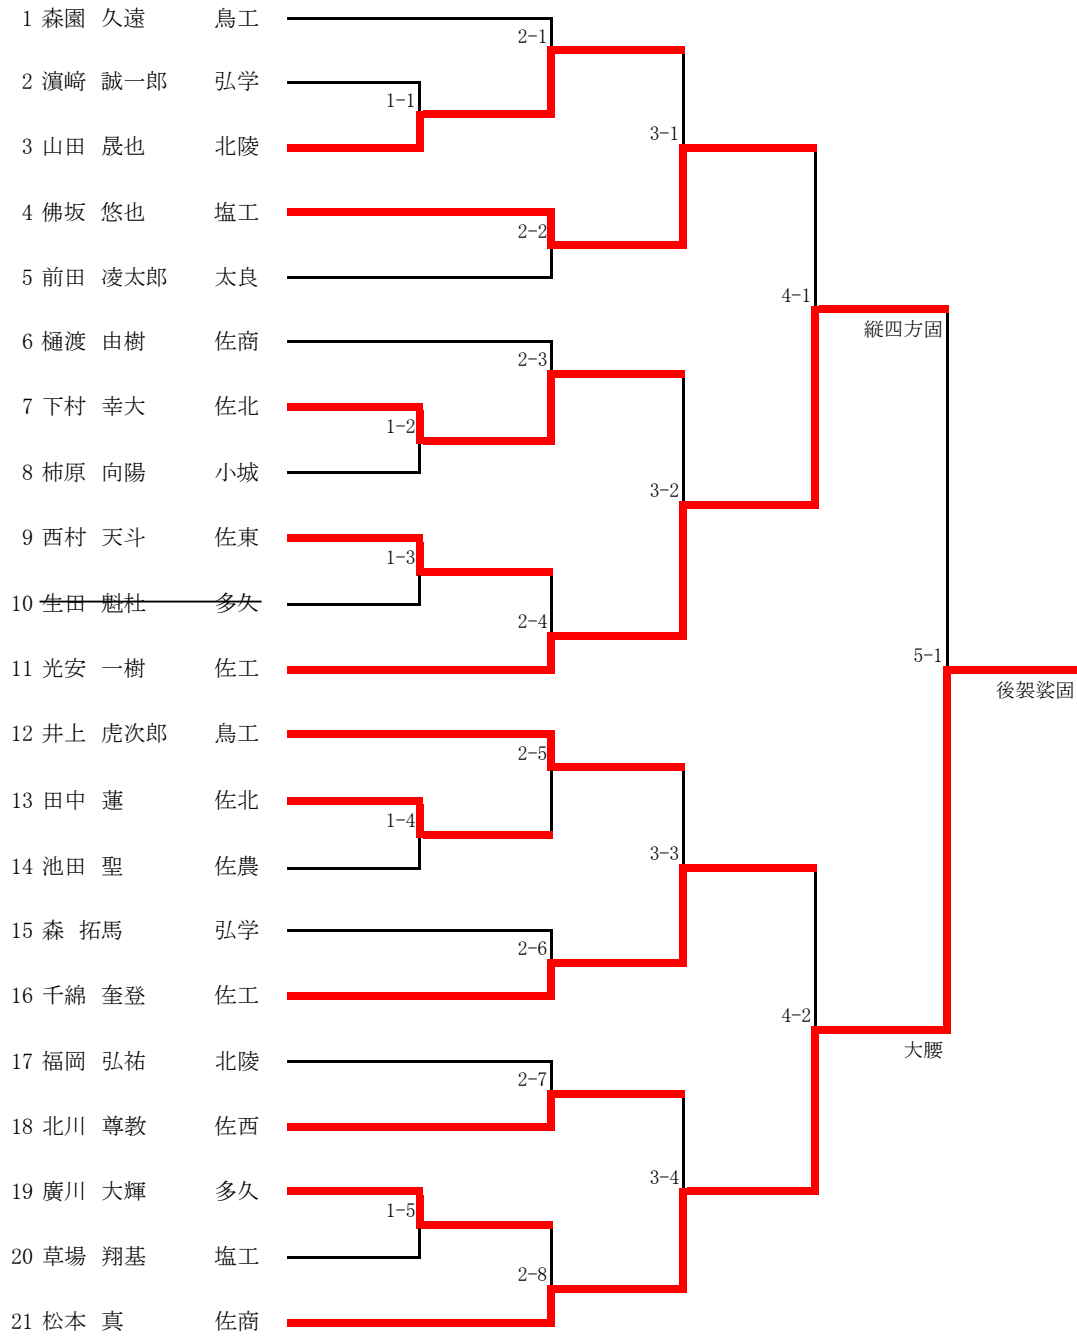 1 森園 久遠 鳥工
2-1
2 濵﨑 誠一郎 弘学
1-1
3-1
3 山田 晟也 北陵
4 佛坂 悠也 塩工
2-2
5 前田 凌太郎 太良
4-1
縦四方固
6 樋渡 由樹 佐商
2-3
7 下村 幸大 佐北
1-2
8 柿原 向陽 小城
3-2
9 西村 天斗 佐東
1-3
10 生田 魁杜 多久
2-4
5-1
11 光安 一樹 佐工
後袈裟固
12 井上 虎次郎 鳥工
2-5
13 田中 蓮 佐北
1-4
3-3
14 池田 聖 佐農
15 森 拓馬 弘学
2-6
16 千綿 奎登 佐工
4-2
大腰
17 福岡 弘祐 北陵
2-7
18 北川 尊教 佐西
3-4
19 廣川 大輝 多久
1-5
20 草場 翔基 塩工
2-8
21 松本 真 佐商